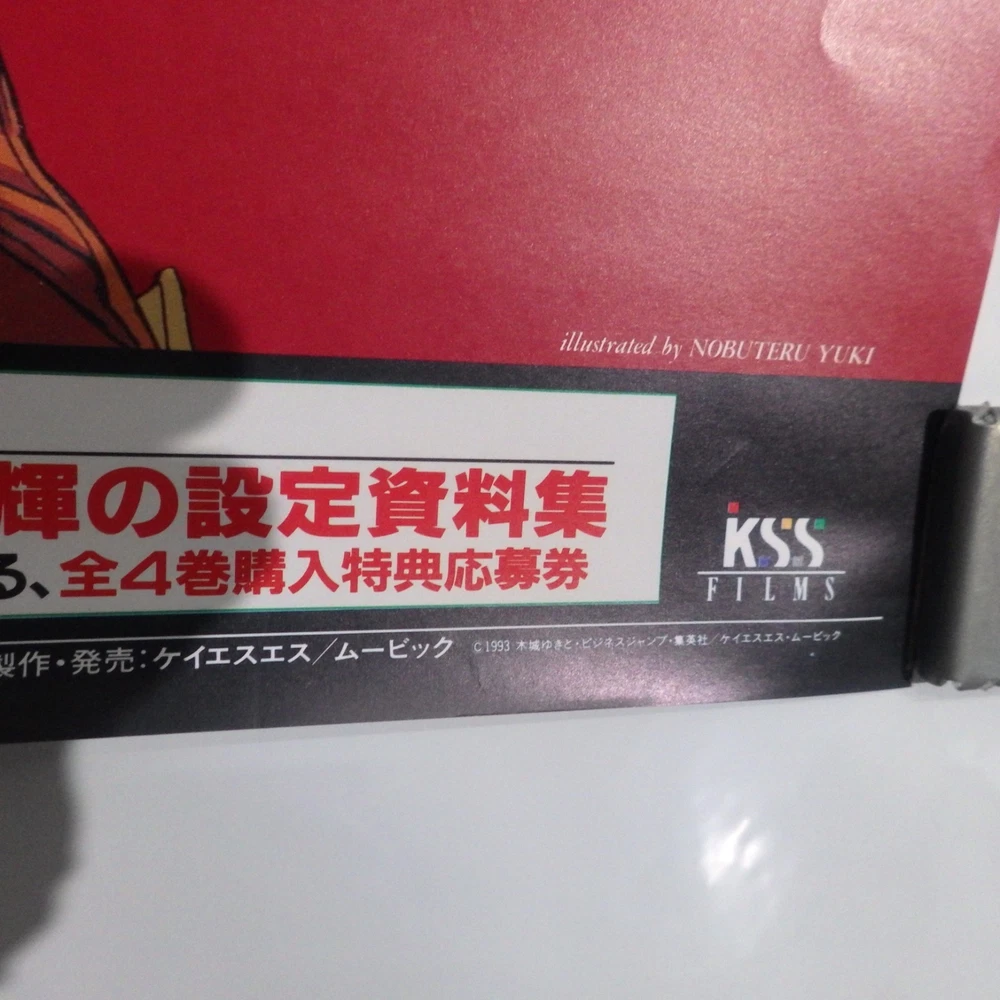 illustrated by NOBUTERU YUKI
輝の設定資料集
る、全4巻購入特典応募券
KSS
FILMS
製作・発売：ケイエスエス／ムービック
©1993 木城ゆきと・ビジネスジャンプ・集英社／ケイエスエス・ムービック